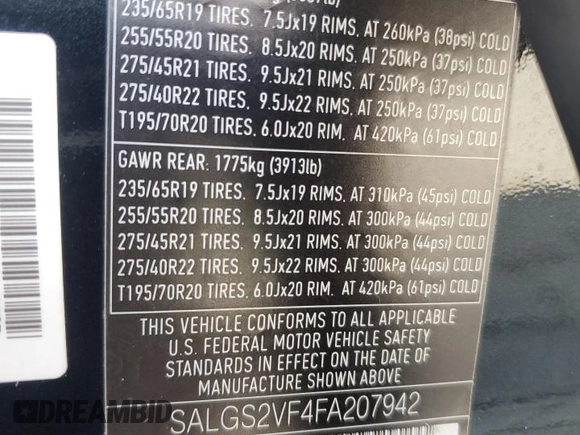 235/65R19 TIRES. 7.5Jx19 RIMS. AT 260kPa (38psi) COLD
255/55R20 TIRES. 8.5Jx20 RIMS. AT 250kPa (37psi) COLD
275/45R21 TIRES. 9.5Jx21 RIMS. AT 250kPa (37psi) COLD
275/40R22 TIRES. 9.5Jx22 RIMS. AT 250kPa (37psi) COLD
T195/70R20 TIRES. 6.0Jx20 RIM. AT 420kPa (61psi) COLD
GAWR REAR: 1775kg (3913lb)
235/65R19 TIRES. 7.5Jx19 RIMS. AT 310kPa (45psi) COLD
255/55R20 TIRES. 8.5Jx20 RIMS. AT 300kPa (44psi) COLD
275/45R21 TIRES. 9.5Jx21 RIMS. AT 300kPa (44psi) COLD
275/40R22 TIRES. 9.5Jx22 RIMS. AT 300kPa (44psi) COLD
T195/70R20 TIRES. 6.0Jx20 RIM. AT 420kPa (61psi) COLD
THIS VEHICLE CONFORMS TO ALL APPLICABLE
U.S. FEDERAL MOTOR VEHICLE SAFETY
STANDARDS IN EFFECT ON THE DATE OF
MANUFACTURE SHOWN ABOVE
SALGS2VF4FA207942
EPICVIN
AMBID DATA